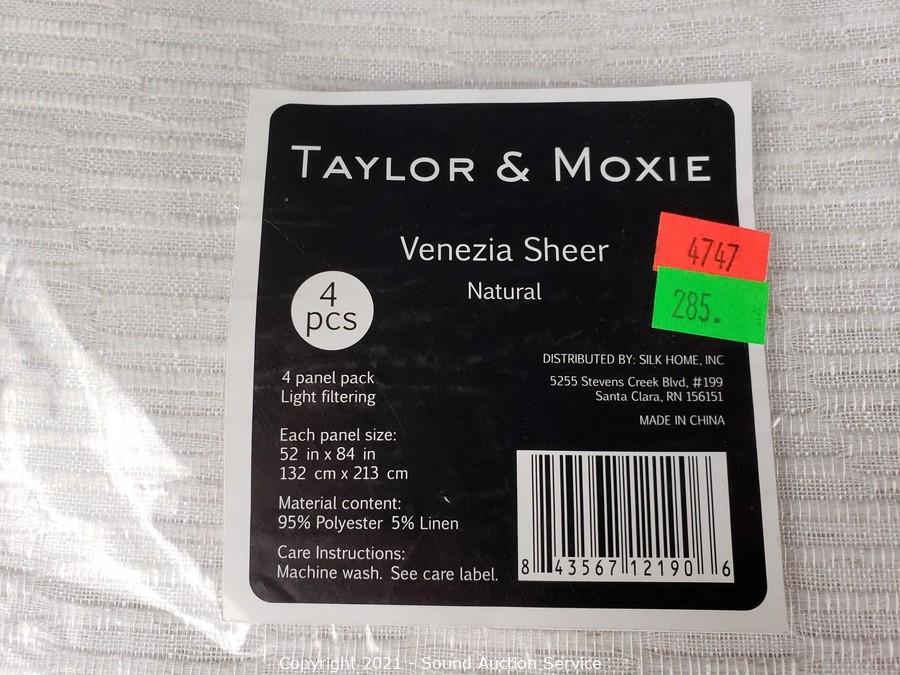 TAYLOR & MOXIE
Venezia Sheer
Natural
4747
285.
4
pcs
4 panel pack
Light filtering
Each panel size:
52 in x 84 in
132 cm x 213 cm
Material content:
95% Polyester 5% Linen
Care Instructions:
Machine wash. See care label.
DISTRIBUTED BY: SILK HOME, INC
5255 Stevens Creek Blvd, #199
Santa Clara, RN 156151
MADE IN CHINA
8 43567 12190 6
Copyright 2021 - Sound Auction Service